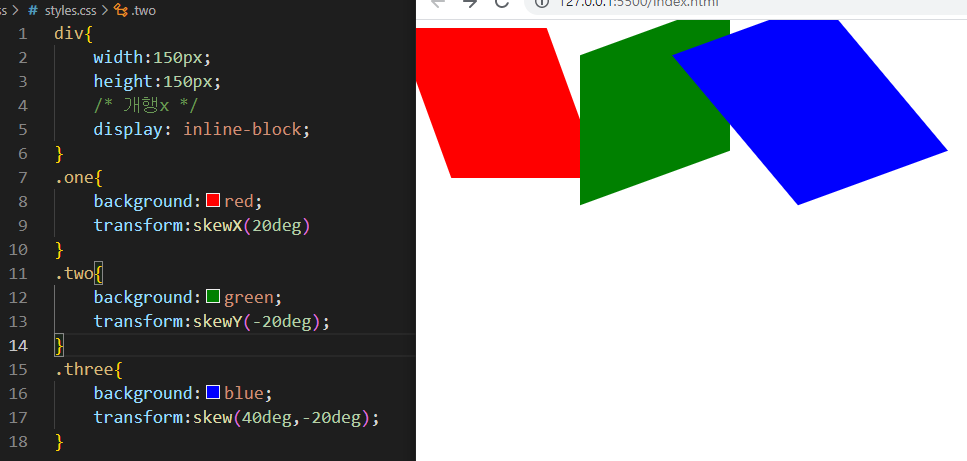 ss > # styles.css > .two
127.0.0.1:5500/index.html
1 div{
2 width:150px;
3 height:150px;
4 /* 개행x */
5 display: inline-block;
6 }
7 .one{
8 background: red;
9 transform:skewX(20deg)
10 }
11 .two{
12 background: green;
13 transform:skewY(-20deg);
14 }
15 .three{
16 background: blue;
17 transform:skew(40deg,-20deg);
18 }